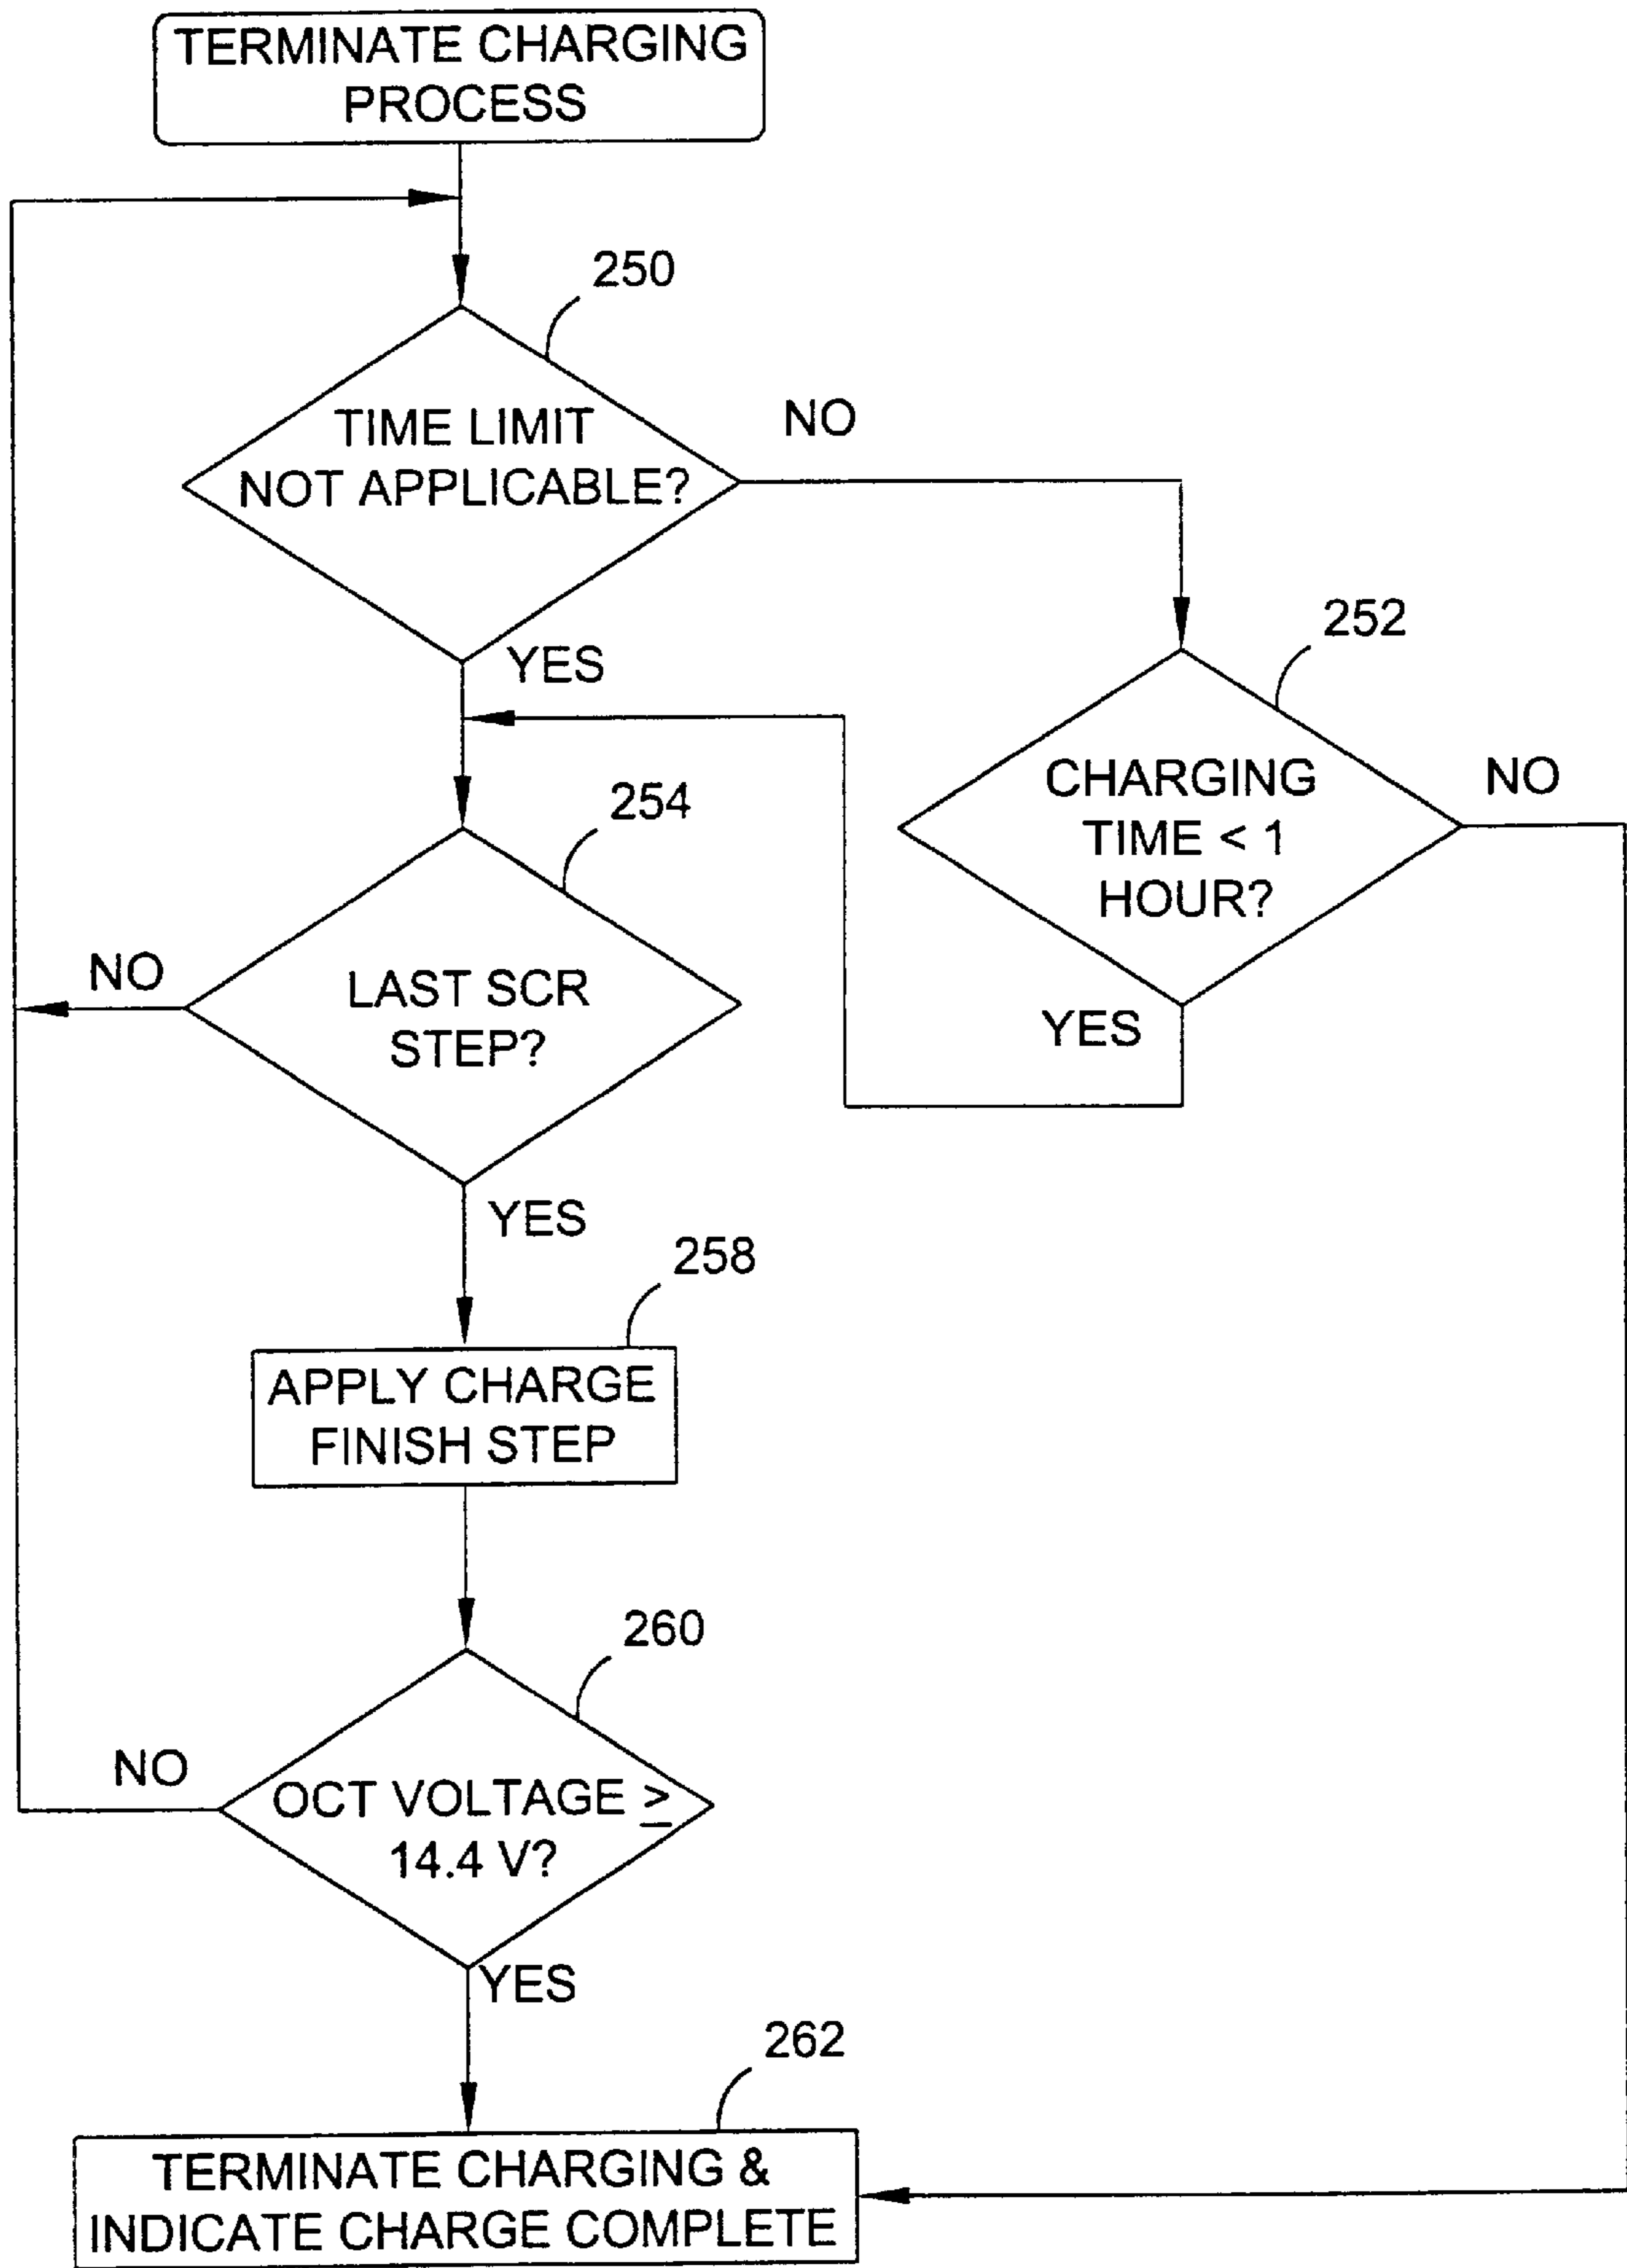 TERMINATE CHARGING
PROCESS
250
TIME LIMIT
NOT APPLICABLE?
NO
YES
252
CHARGING
TIME < 1
HOUR?
NO
YES
254
LAST SCR
STEP?
NO
YES
258
APPLY CHARGE
FINISH STEP
260
OCT VOLTAGE ≥
14.4 V?
NO
YES
262
TERMINATE CHARGING &
INDICATE CHARGE COMPLETE